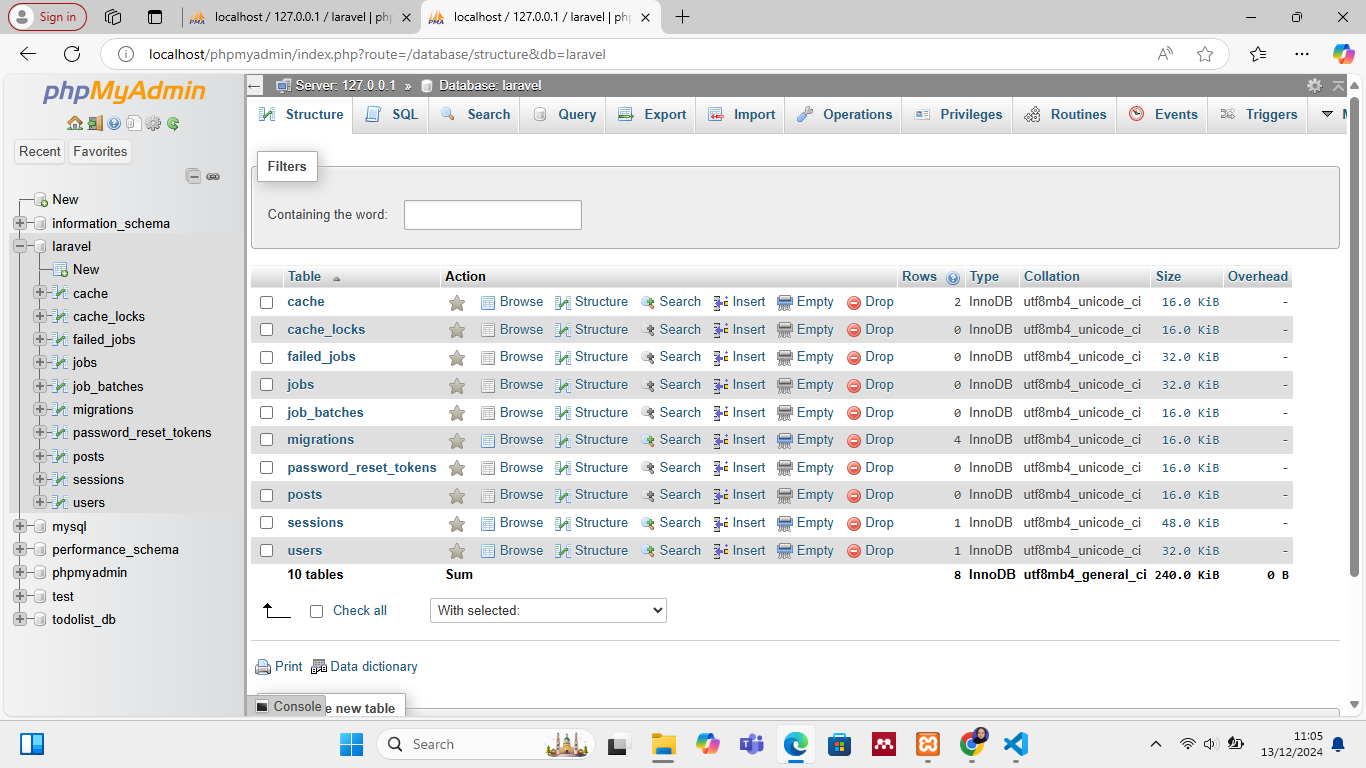 Sign in
localhost / 127.0.0.1 / laravel | ph
localhost / 127.0.0.1 / laravel | ph
localhost/phpmyadmin/index.php?route=/database/structure&db=laravel
phpMyAdmin
Recent Favorites
New
information_schema
laravel
New
cache
cache_locks
failed_jobs
jobs
job_batches
migrations
password_reset_tokens
posts
sessions
users
mysql
performance_schema
phpmyadmin
test
todolist_db
Server: 127.0.0.1 » Database: laravel
Structure SQL Search Query Export Import Operations Privileges Routines Events Triggers
Filters
Containing the word:
Table Action Rows Type Collation Size Overhead
cache Browse Structure Search Insert Empty Drop 2 InnoDB utf8mb4_unicode_ci 16.0 KiB -
cache_locks Browse Structure Search Insert Empty Drop 0 InnoDB utf8mb4_unicode_ci 16.0 KiB -
failed_jobs Browse Structure Search Insert Empty Drop 0 InnoDB utf8mb4_unicode_ci 32.0 KiB -
jobs Browse Structure Search Insert Empty Drop 0 InnoDB utf8mb4_unicode_ci 32.0 KiB -
job_batches Browse Structure Search Insert Empty Drop 0 InnoDB utf8mb4_unicode_ci 16.0 KiB -
migrations Browse Structure Search Insert Empty Drop 4 InnoDB utf8mb4_unicode_ci 16.0 KiB -
password_reset_tokens Browse Structure Search Insert Empty Drop 0 InnoDB utf8mb4_unicode_ci 16.0 KiB -
posts Browse Structure Search Insert Empty Drop 0 InnoDB utf8mb4_unicode_ci 16.0 KiB -
sessions Browse Structure Search Insert Empty Drop 1 InnoDB utf8mb4_unicode_ci 48.0 KiB -
users Browse Structure Search Insert Empty Drop 1 InnoDB utf8mb4_unicode_ci 32.0 KiB -
10 tables Sum 8 InnoDB utf8mb4_general_ci 240.0 KiB 0 B
Check all With selected:
Print Data dictionary
Console e new table
Search
11:05
13/12/2024